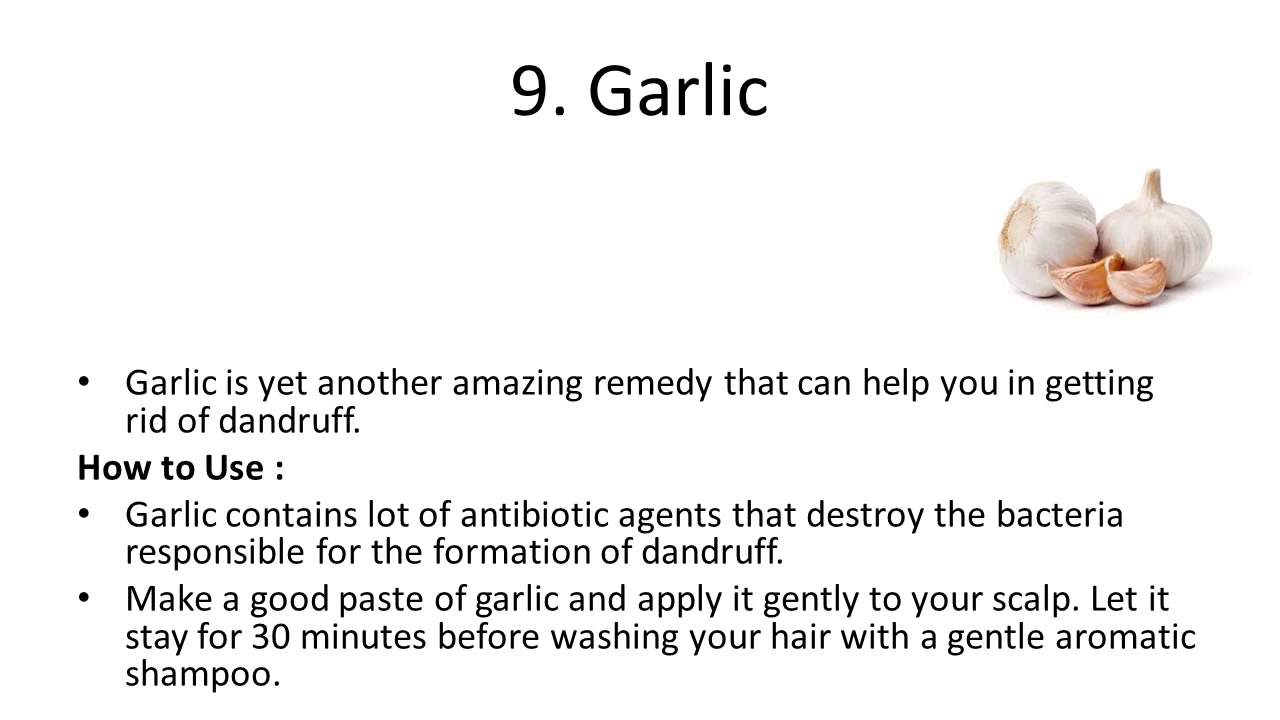 9. Garlic
• Garlic is yet another amazing remedy that can help you in getting
rid of dandruff.
How to Use :
• Garlic contains lot of antibiotic agents that destroy the bacteria
responsible for the formation of dandruff.
• Make a good paste of garlic and apply it gently to your scalp. Let it
stay for 30 minutes before washing your hair with a gentle aromatic
shampoo.